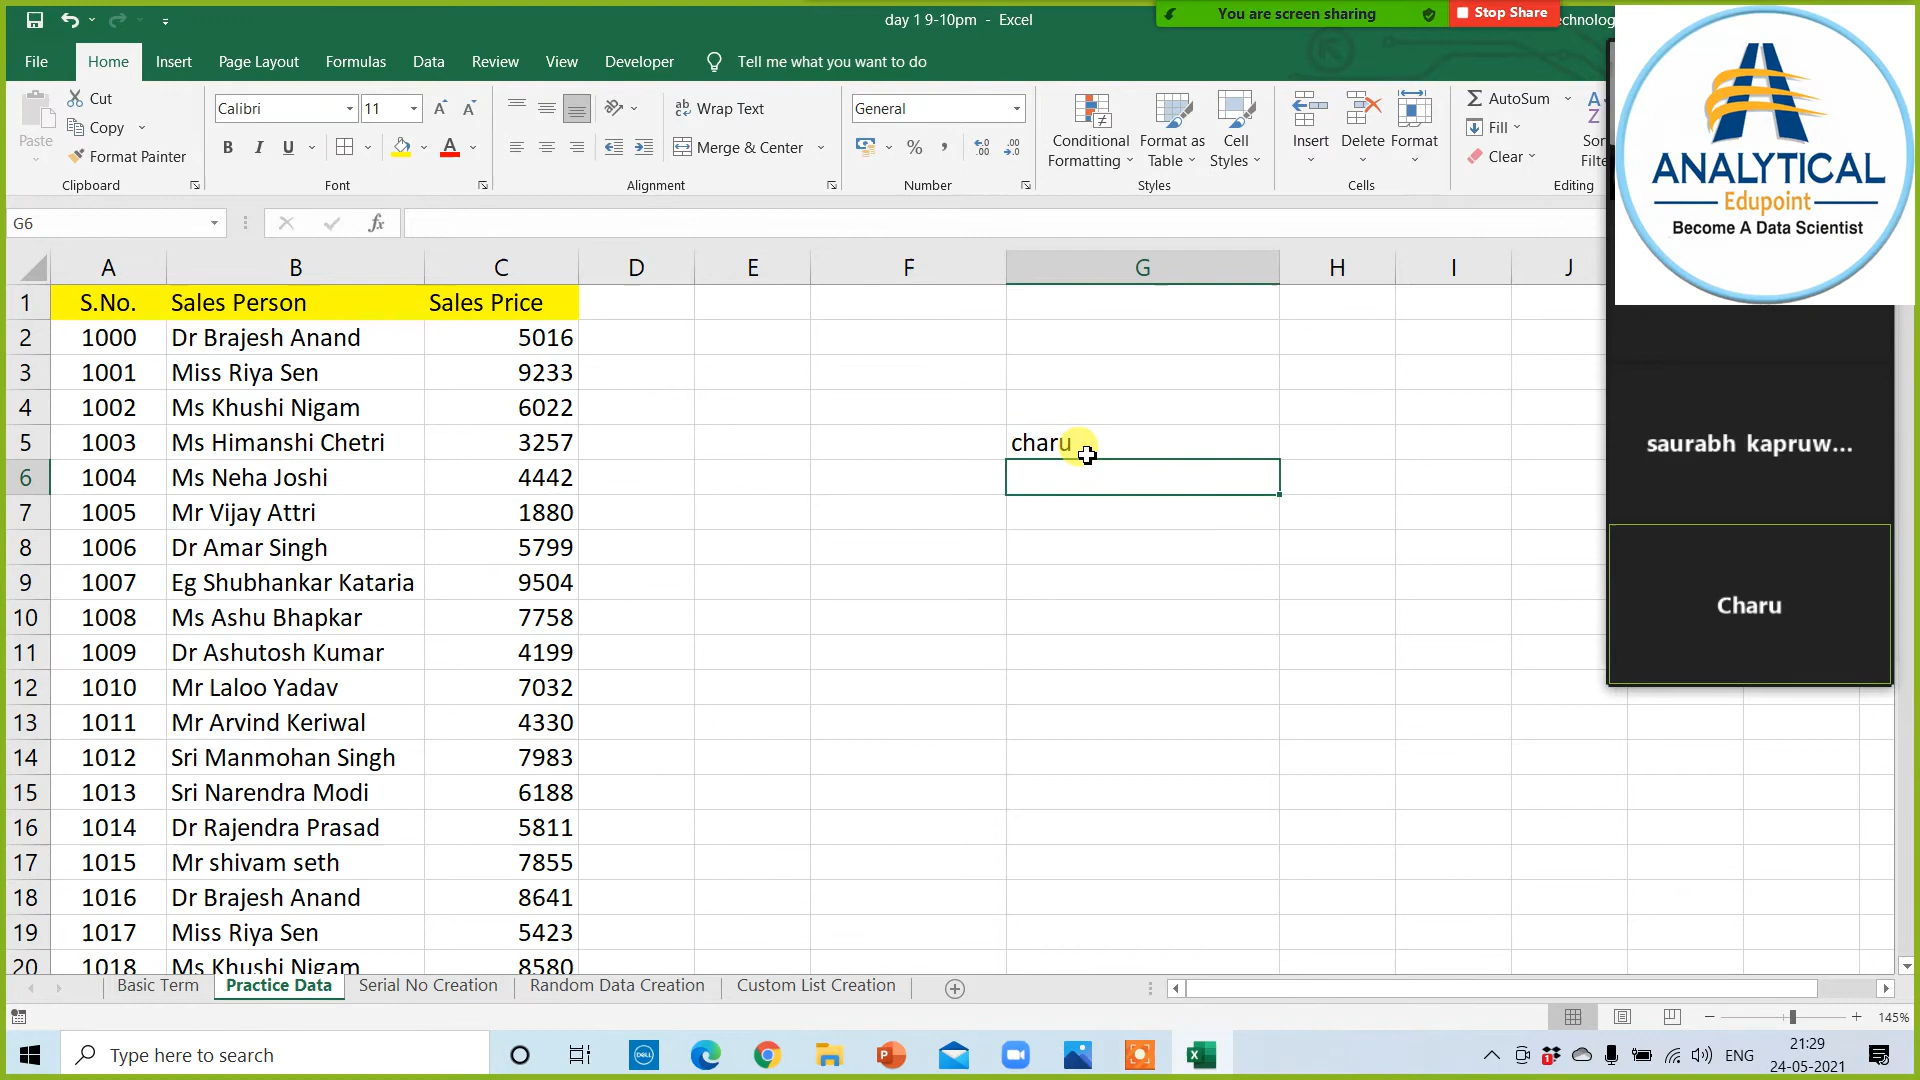 day 1 9-10pm - Excel
You are screen sharing
Stop Share
File Home Insert Page Layout Formulas Data Review View Developer Tell me what you want to do
Cut
Copy
Format Painter
Paste
Clipboard
Calibri 11
B I U A
Font
Wrap Text
Merge & Center
Alignment
General
Number
Conditional Formatting
Format as Table
Cell Styles
Styles
Insert Delete Format
Cells
AutoSum
Fill
Clear
Editing
ANALYTICAL
Edupoint
Become A Data Scientist
G6
fx
A B C D E F G H I J
1 S.No. Sales Person Sales Price
2 1000 Dr Brajesh Anand 5016
3 1001 Miss Riya Sen 9233
4 1002 Ms Khushi Nigam 6022
5 1003 Ms Himanshi Chetri 3257 charu
6 1004 Ms Neha Joshi 4442
7 1005 Mr Vijay Attri 1880
8 1006 Dr Amar Singh 5799
9 1007 Eg Shubhankar Kataria 9504
10 1008 Ms Ashu Bhapkar 7758
11 1009 Dr Ashutosh Kumar 4199
12 1010 Mr Laloo Yadav 7032
13 1011 Mr Arvind Keriwal 4330
14 1012 Sri Manmohan Singh 7983
15 1013 Sri Narendra Modi 6188
16 1014 Dr Rajendra Prasad 5811
17 1015 Mr shivam seth 7855
18 1016 Dr Brajesh Anand 8641
19 1017 Miss Riya Sen 5423
20 1018 Ms Khushi Nigam 8580
saurabh kapruw...
Charu
Basic Term Practice Data Serial No Creation Random Data Creation Custom List Creation
145%
Type here to search
ENG
21:29
24-05-2021